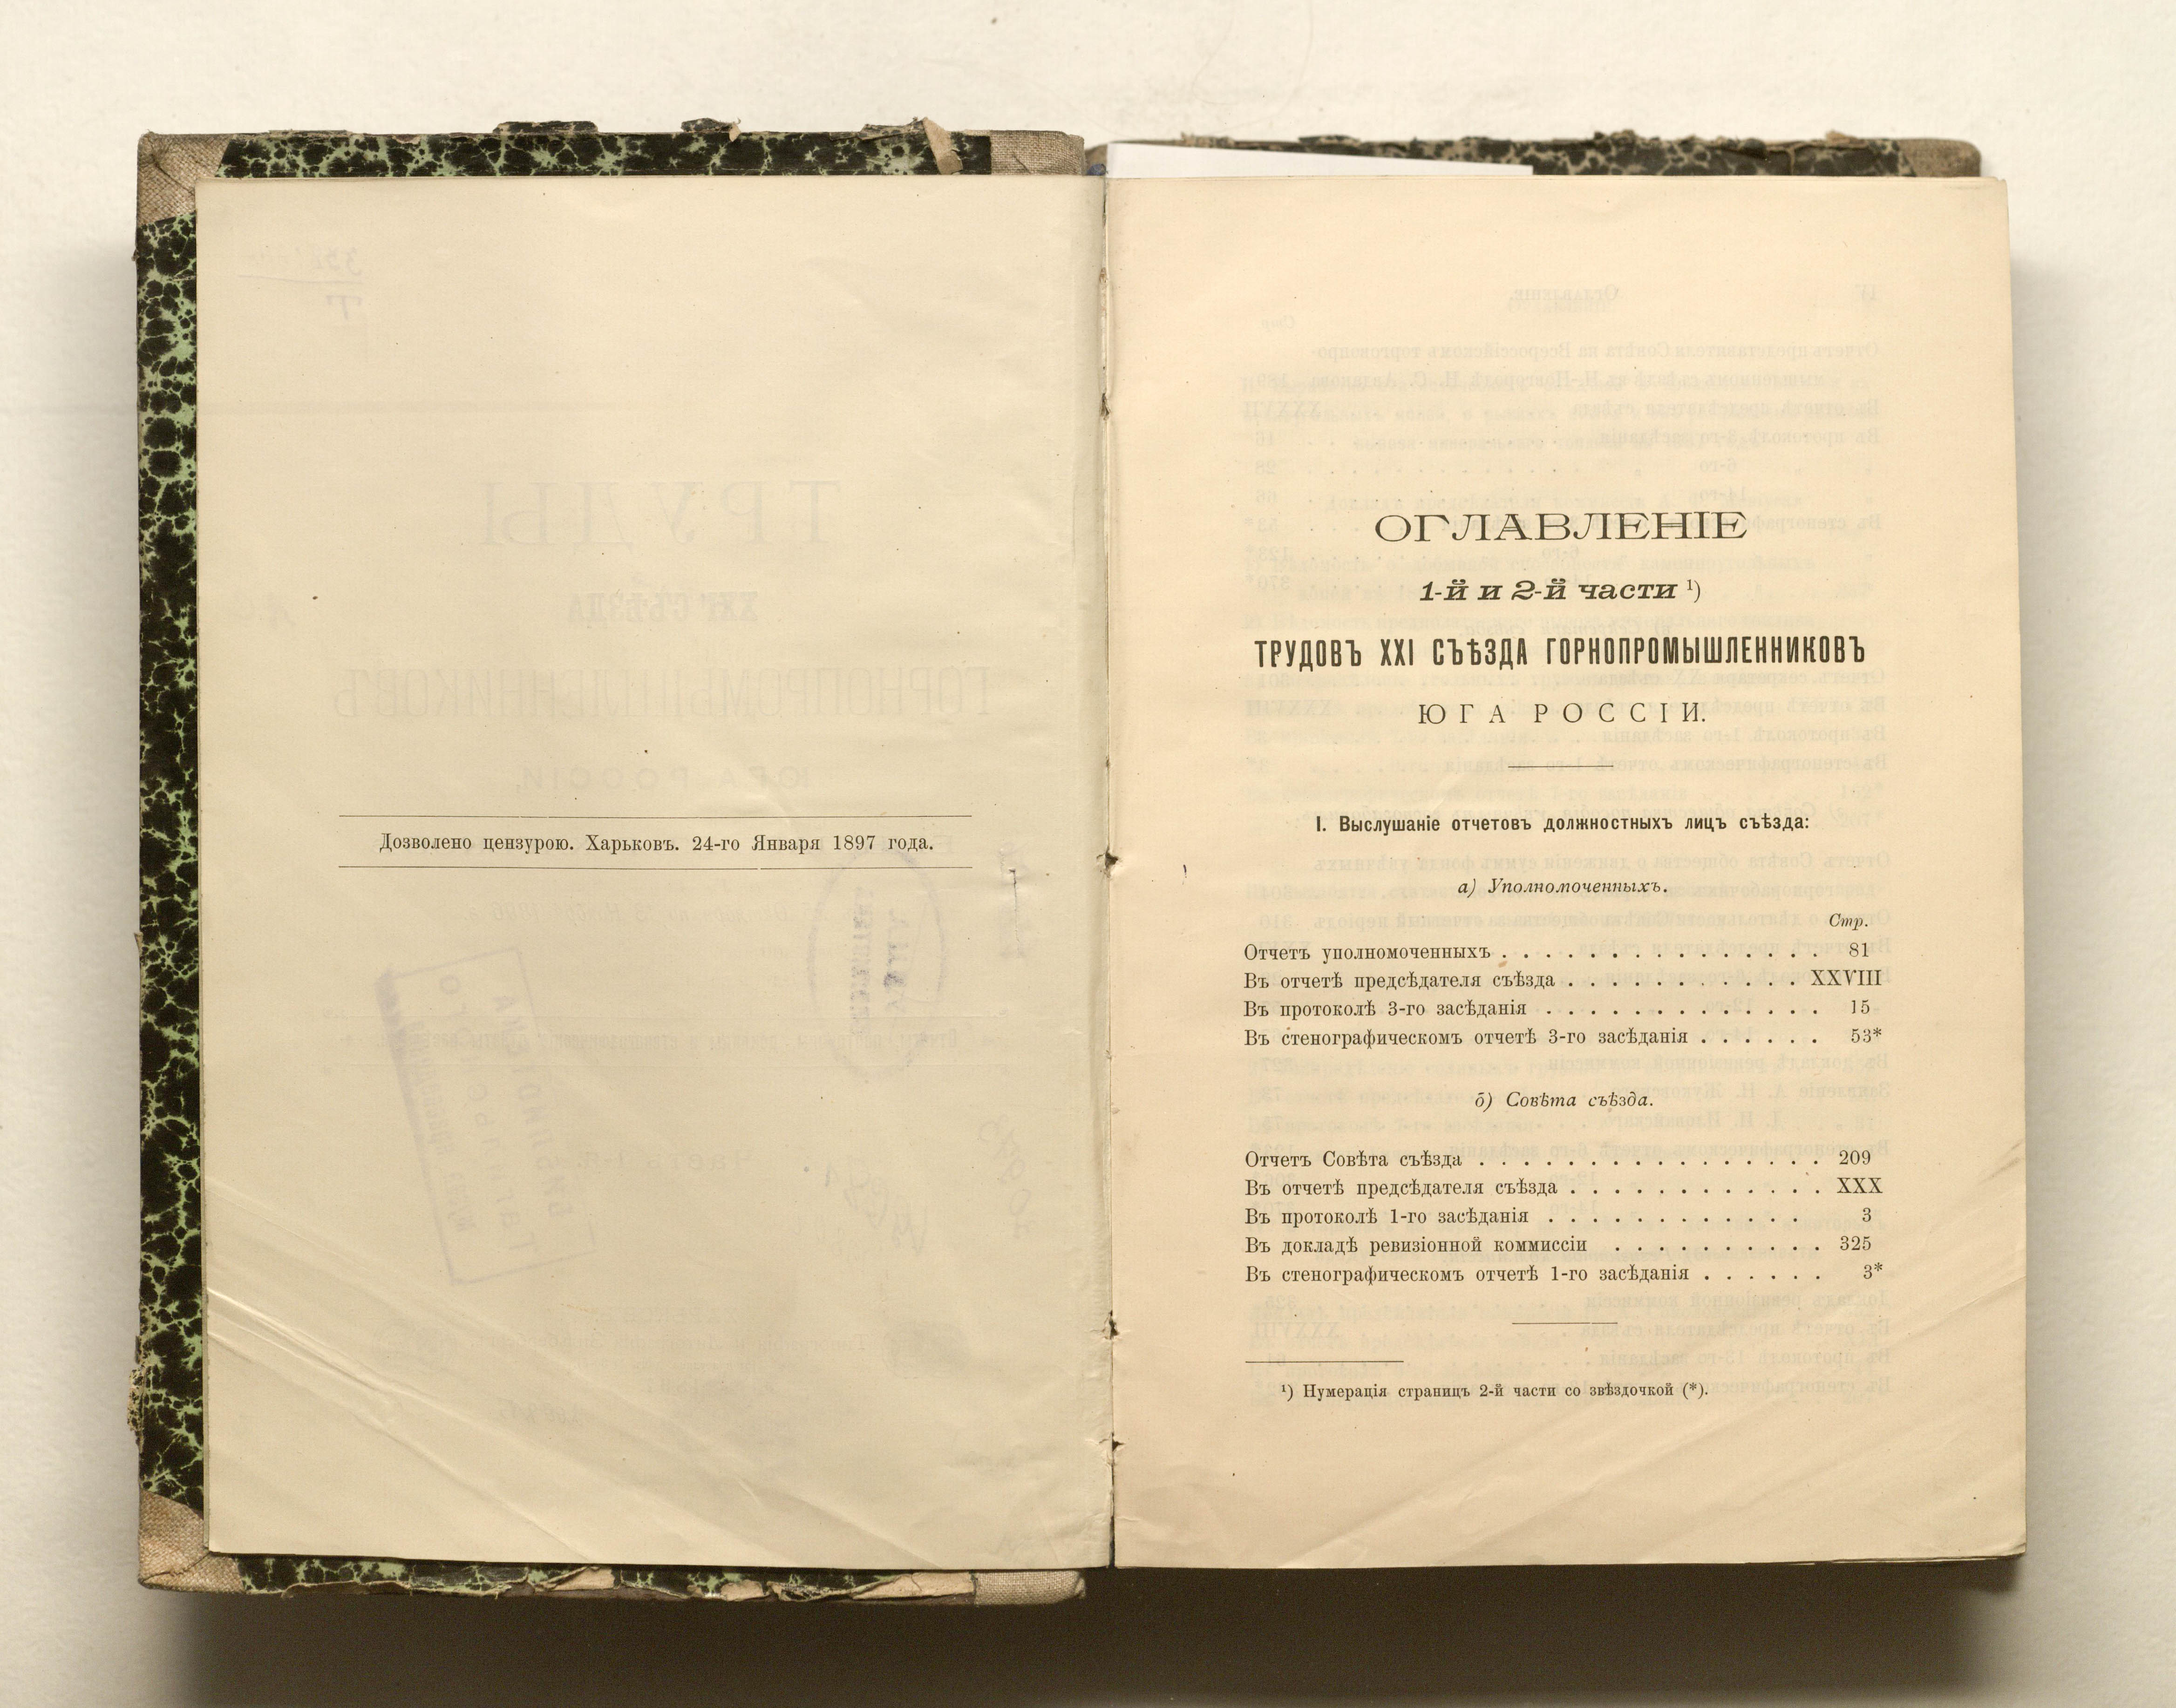 Дозволено цензурою. Харьковъ. 24-го Января 1897 года.
ОГЛАВЛЕНІЕ
1-й и 2-й части ¹)
ТРУДОВЪ XXI СЪѢЗДА ГОРНОПРОМЫШЛЕННИКОВЪ
ЮГА РОССІИ.
I. Выслушаніе отчетовъ должностныхъ лицъ съѣзда:
а) Уполномоченныхъ.
Стр.
Отчетъ уполномоченныхъ . . . . . . . . . . . . . . . 81
Въ отчетѣ предсѣдателя съѣзда . . . . . . . . . . . XXVIII
Въ протоколѣ 3-го засѣданія . . . . . . . . . . . . . 15
Въ стенографическомъ отчетѣ 3-го засѣданія . . . . . . 53*
б) Совѣта съѣзда.
Отчетъ Совѣта съѣзда . . . . . . . . . . . . . . . . 209
Въ отчетѣ предсѣдателя съѣзда . . . . . . . . . . . . XXX
Въ протоколѣ 1-го засѣданія . . . . . . . . . . . . 3
Въ докладѣ ревизіонной коммиссіи . . . . . . . . . . 325
Въ стенографическомъ отчетѣ 1-го засѣданія . . . . . . 3*
¹) Нумерація страницъ 2-й части со звѣздочкой (*).